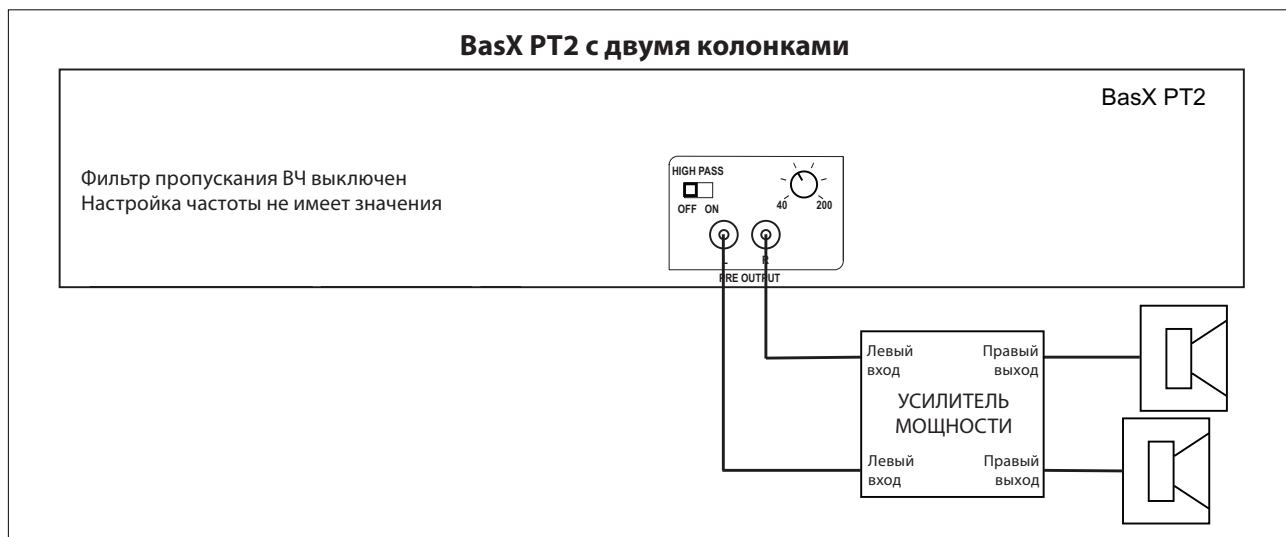 BasX PT2 с двумя колонками
BasX PT2
Фильтр пропускания ВЧ выключен
Настройка частоты не имеет значения
HIGH PASS
OFF ON
40 200
L R
PRE OUTPUT
Левый
вход
Правый
выход
УСИЛИТЕЛЬ
МОЩНОСТИ
Левый
вход
Правый
выход